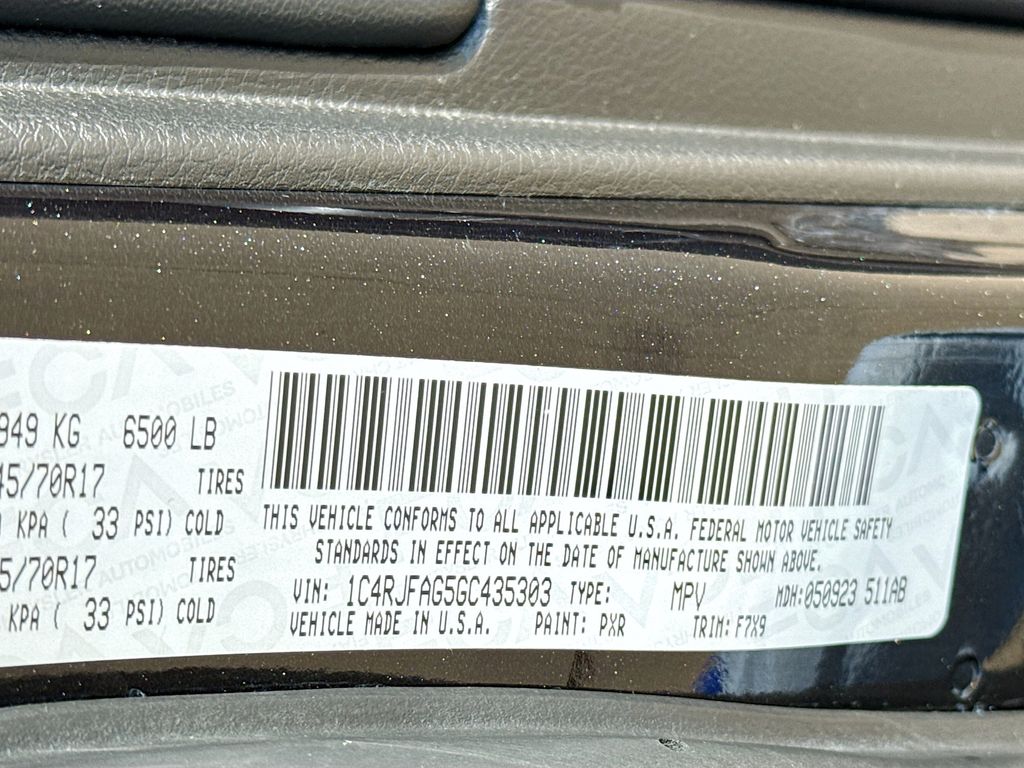 949 KG 6500 LB
45/70R17 TIRES
KPA ( 33 PSI) COLD
5/70R17 TIRES
KPA ( 33 PSI) COLD
THIS VEHICLE CONFORMS TO ALL APPLICABLE U.S.A. FEDERAL MOTOR VEHICLE SAFETY
STANDARDS IN EFFECT ON THE DATE OF MANUFACTURE SHOWN ABOVE.
VIN: 1C4RJFAG5GC435303 TYPE: MPV MDH: 050923 511AB
VEHICLE MADE IN U.S.A. PAINT: PXR TRIM: F7X9